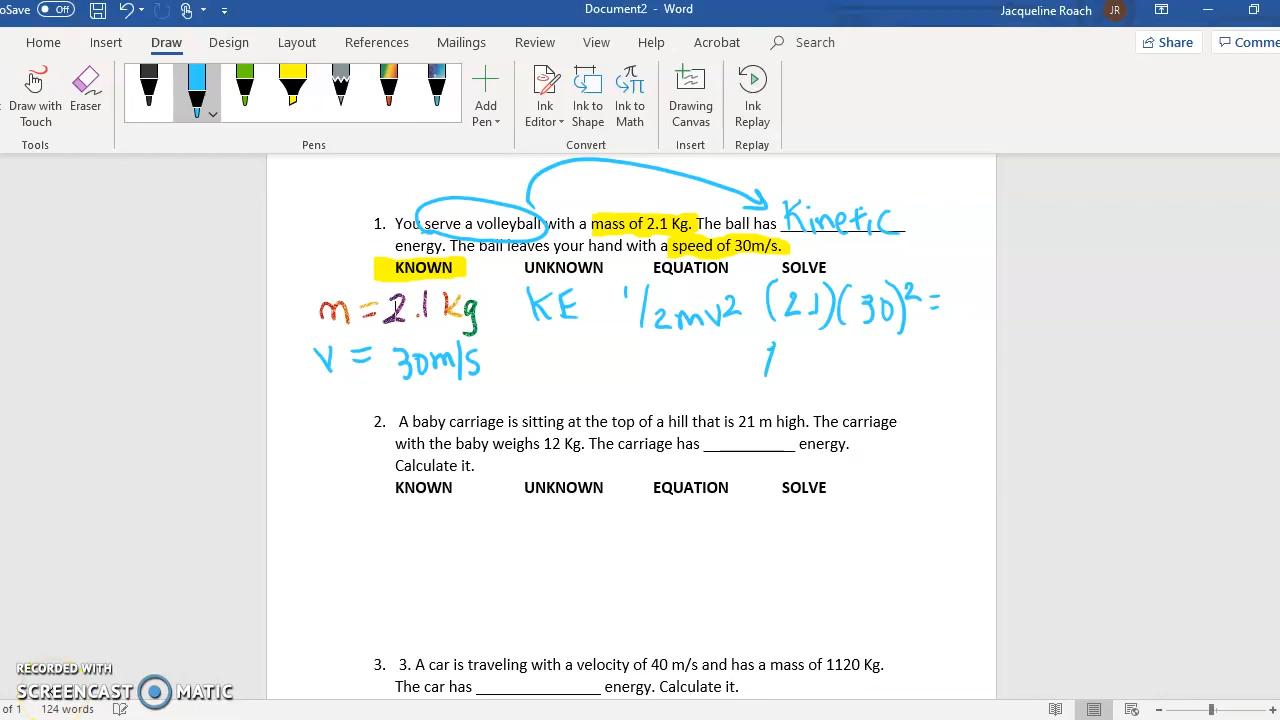 oSave Off Document2 - Word Jacqueline Roach JR
Home Insert Draw Design Layout References Mailings Review View Help Acrobat Search Share Comme
Draw with Touch Eraser Add Pen Ink Editor Ink to Shape Ink to Math Drawing Canvas Ink Replay
Tools Pens Convert Insert Replay
1. You serve a volleyball with a mass of 2.1 Kg. The ball has Kinetic
energy. The ball leaves your hand with a speed of 30m/s.
KNOWN UNKNOWN EQUATION SOLVE
m = 2.1 kg KE 1/2mv² (2.1)(30)² =
v = 30m/s 1
2. A baby carriage is sitting at the top of a hill that is 21 m high. The carriage
with the baby weighs 12 Kg. The carriage has __________ energy.
Calculate it.
KNOWN UNKNOWN EQUATION SOLVE
3. 3. A car is traveling with a velocity of 40 m/s and has a mass of 1120 Kg.
The car has ______________ energy. Calculate it.
RECORDED WITH
SCREENCAST MATIC
of 1 124 words